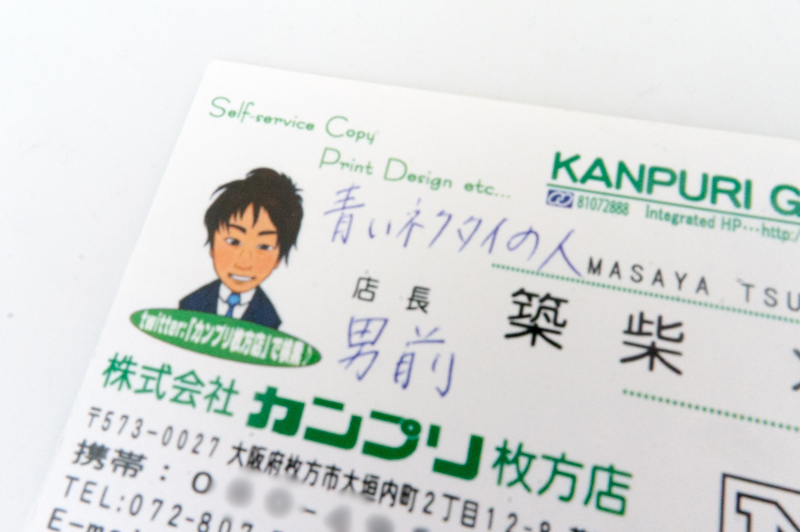 Self-service Copy
Print Design etc...
KANPURI G
81072888 Integrated HP…http:/
青いネクタイの人
MASAYA TSU
店長
築柴
男前
twitter:「カンプリ枚方店」で検索♪
株式会社カンプリ枚方店
〒573-0027 大阪府枚方市大垣内町2丁目12-8
携帯:0
TEL:072-807
E-ma